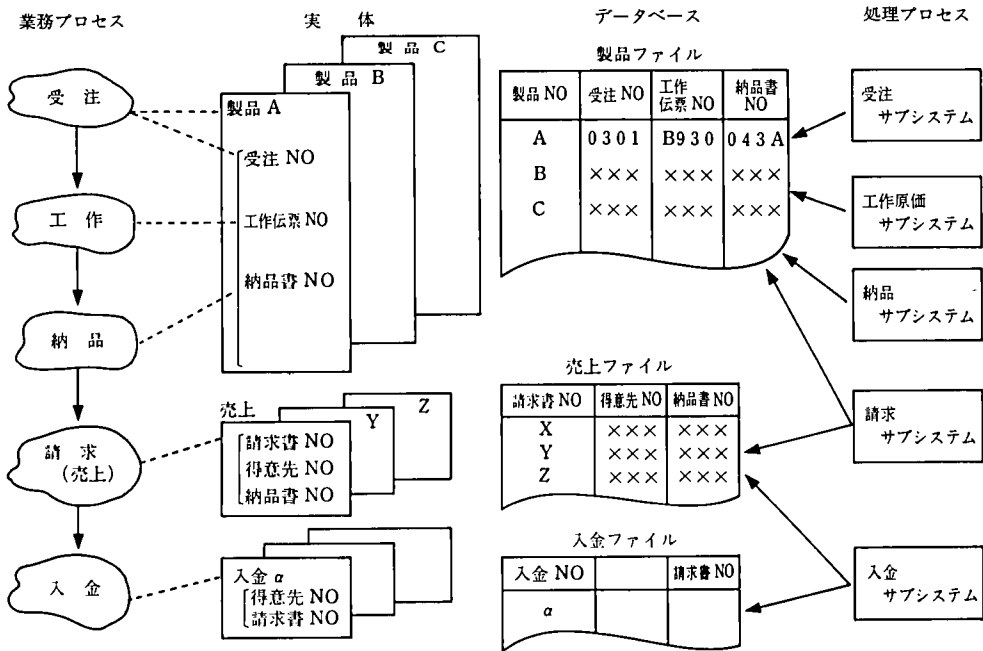 業務プロセス
実体
データベース
処理プロセス
受注
工作
納品
請求
(売上)
入金
製品 C
製品 B
製品 A
受注 NO
工作伝票 NO
納品書 NO
売上
Z
Y
請求書 NO
得意先 NO
納品書 NO
入金 α
得意先 NO
請求書 NO
製品ファイル
製品 NO 受注 NO 工作伝票 NO 納品書NO
A 0301 B930 043A
B ××× ××× ×××
C ××× ××× ×××
売上ファイル
請求書 NO 得意先 NO 納品書 NO
X ××× ×××
Y ××× ×××
Z ××× ×××
入金ファイル
入金 NO 請求書 NO
α
受注
サブシステム
工作原価
サブシステム
納品
サブシステム
請求
サブシステム
入金
サブシステム